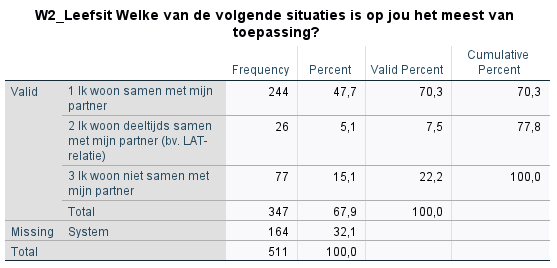 W2_Leefsit Welke van de volgende situaties is op jou het meest van
toepassing?
Frequency Percent Valid Percent Cumulative Percent
Valid 1 Ik woon samen met mijn
partner 244 47,7 70,3 70,3
2 Ik woon deeltijds samen
met mijn partner (bv. LAT-
relatie) 26 5,1 7,5 77,8
3 Ik woon niet samen met
mijn partner 77 15,1 22,2 100,0
Total 347 67,9 100,0
Missing System 164 32,1
Total 511 100,0